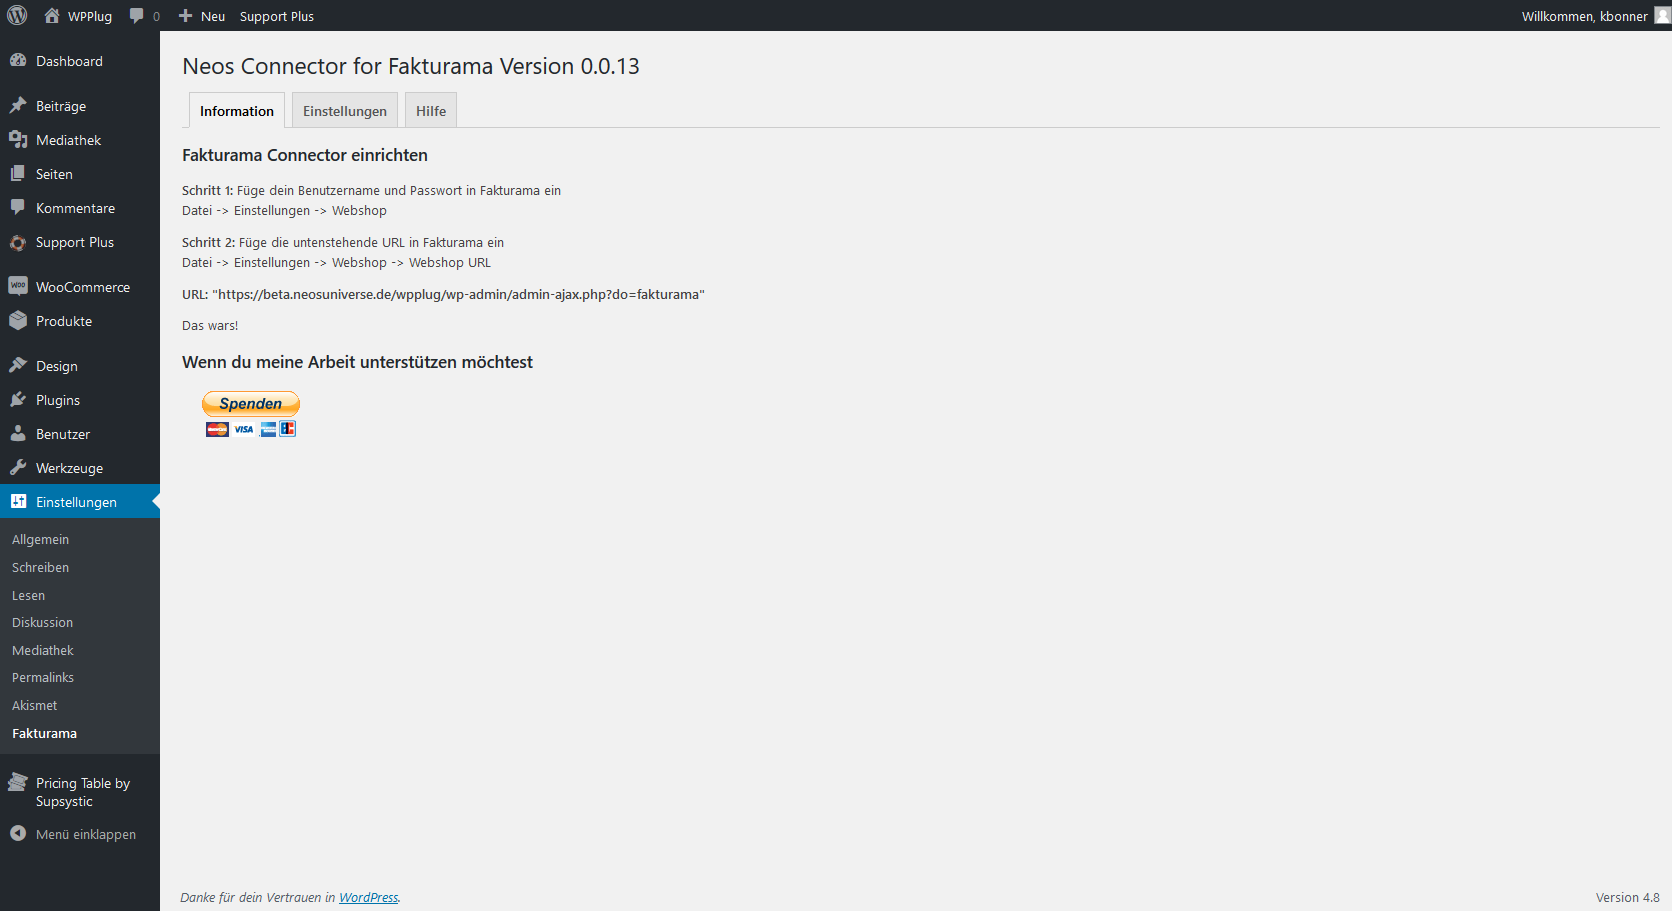 WPPlug 0 Neu Support Plus Willkommen, kbonner
Dashboard
Beiträge
Mediathek
Seiten
Kommentare
Support Plus
WooCommerce
Produkte
Design
Plugins
Benutzer
Werkzeuge
Einstellungen
Allgemein
Schreiben
Lesen
Diskussion
Mediathek
Permalinks
Akismet
Fakturama
Pricing Table by
Supsystic
Menü einklappen
Neos Connector for Fakturama Version 0.0.13
Information Einstellungen Hilfe
Fakturama Connector einrichten
Schritt 1: Füge dein Benutzername und Passwort in Fakturama ein
Datei -> Einstellungen -> Webshop
Schritt 2: Füge die untenstehende URL in Fakturama ein
Datei -> Einstellungen -> Webshop -> Webshop URL
URL: "https://beta.neosuniverse.de/wpplug/wp-admin/admin-ajax.php?do=fakturama"
Das wars!
Wenn du meine Arbeit unterstützen möchtest
Spenden
VISA
Danke für dein Vertrauen in WordPress. Version 4.8